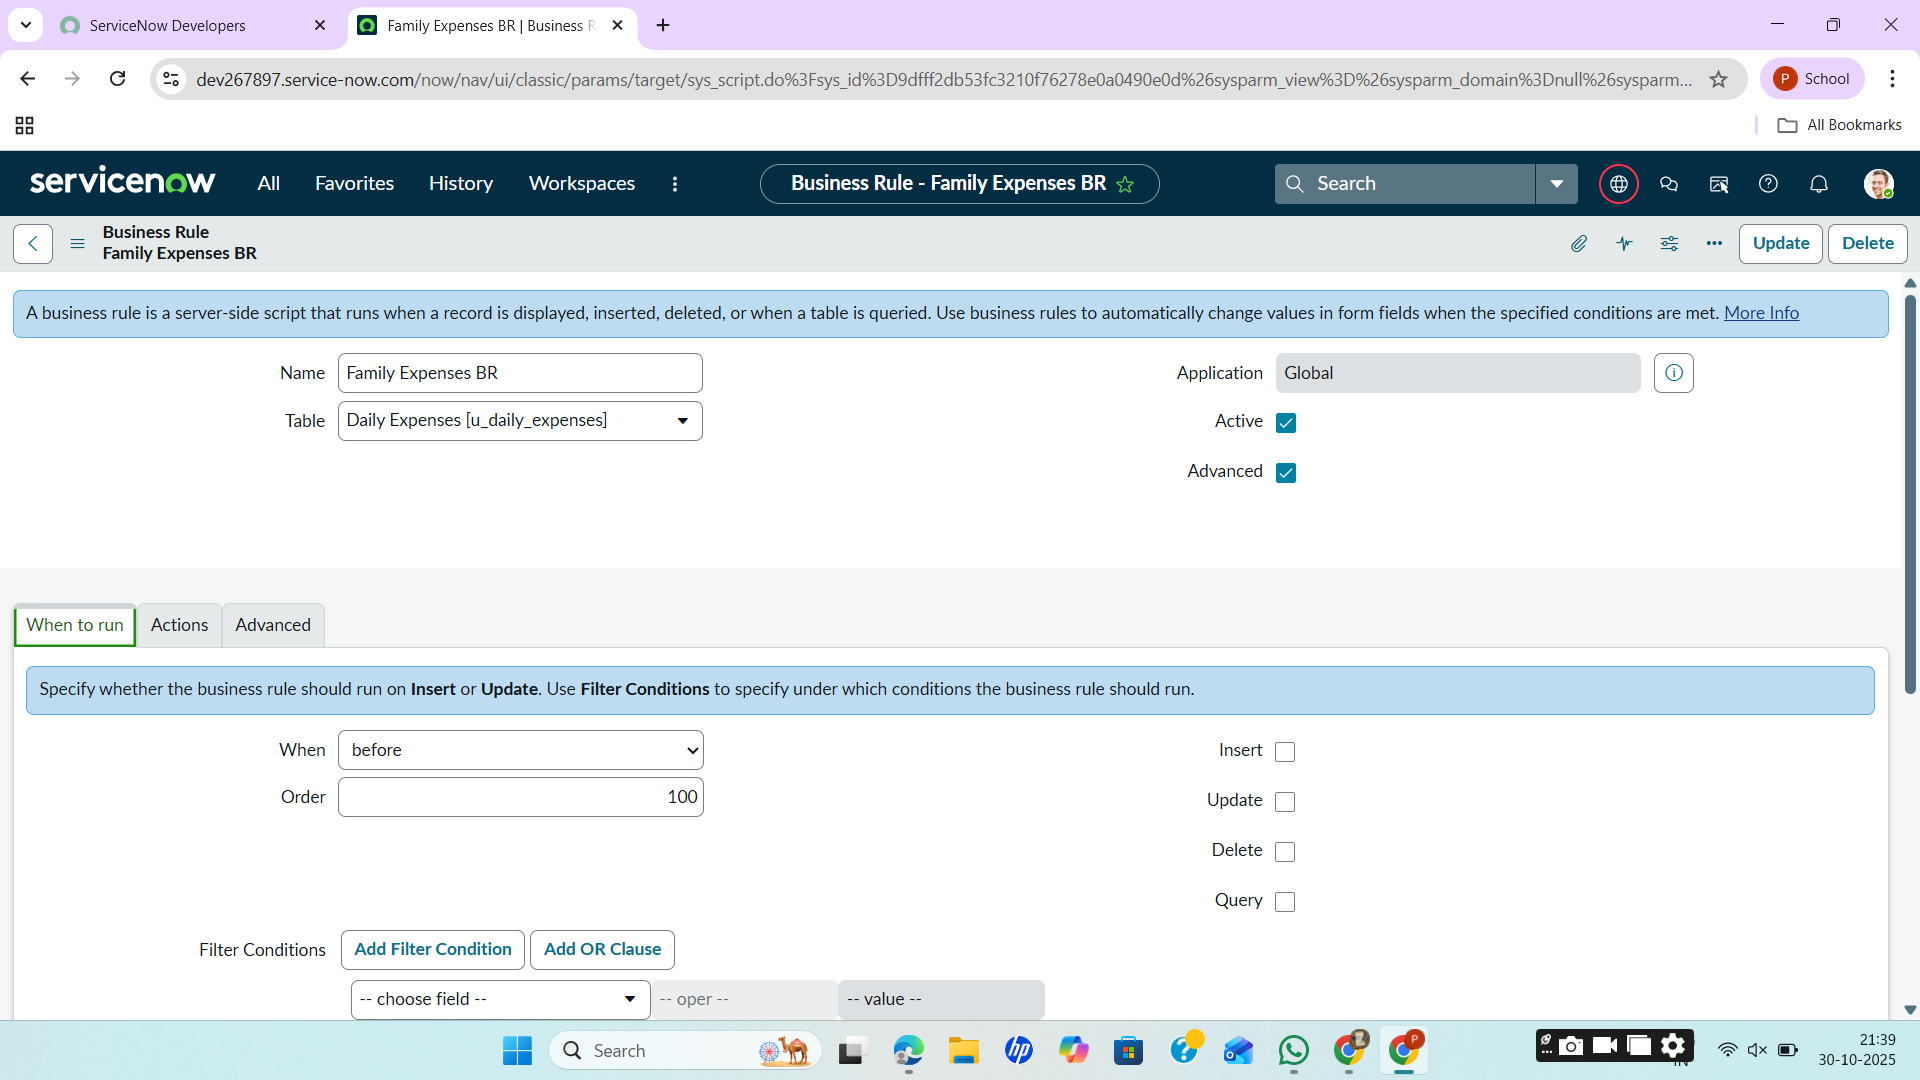 ServiceNow Developers
Family Expenses BR | Business R
dev267897.service-now.com/now/nav/ui/classic/params/target/sys_script.do%3Fsys_id%3D9dfff2db53fc3210f76278e0a0490e0d%26sysparm_view%3D%26sysparm_domain%3Dnull%26sysparm...
P School
All Bookmarks
servicenow All Favorites History Workspaces Business Rule - Family Expenses BR Search
Business Rule
Family Expenses BR
Update Delete
A business rule is a server-side script that runs when a record is displayed, inserted, deleted, or when a table is queried. Use business rules to automatically change values in form fields when the specified conditions are met. More Info
Name Family Expenses BR
Application Global
Table Daily Expenses [u_daily_expenses]
Active
Advanced
When to run Actions Advanced
Specify whether the business rule should run on Insert or Update. Use Filter Conditions to specify under which conditions the business rule should run.
When before
Insert
Order 100
Update
Delete
Query
Filter Conditions Add Filter Condition Add OR Clause
-- choose field -- -- oper -- -- value --
Search
hp
P
IN
21:39
30-10-2025